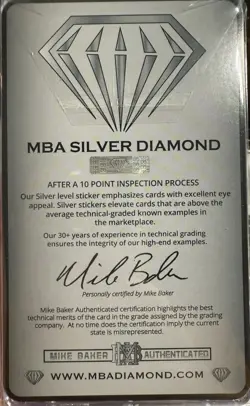 MBA SILVER DIAMOND
AFTER A 10 POINT INSPECTION PROCESS
Our Silver level sticker emphasizes cards with excellent eye
appeal. Silver stickers elevate cards that are above the
average technical-graded known examples in
the marketplace.
Our 30+ years of experience in technical grading
ensures the integrity of our high-end examples.
Personally certified by Mike Baker
Mike Baker Authenticated certification highlights the best
technical merits of the card in the grade assigned by the grading
company. At no time does the certification imply the current
state is misrepresented.
MIKE BAKER MBA AUTHENTICATED
WWW.MBADIAMOND.COM